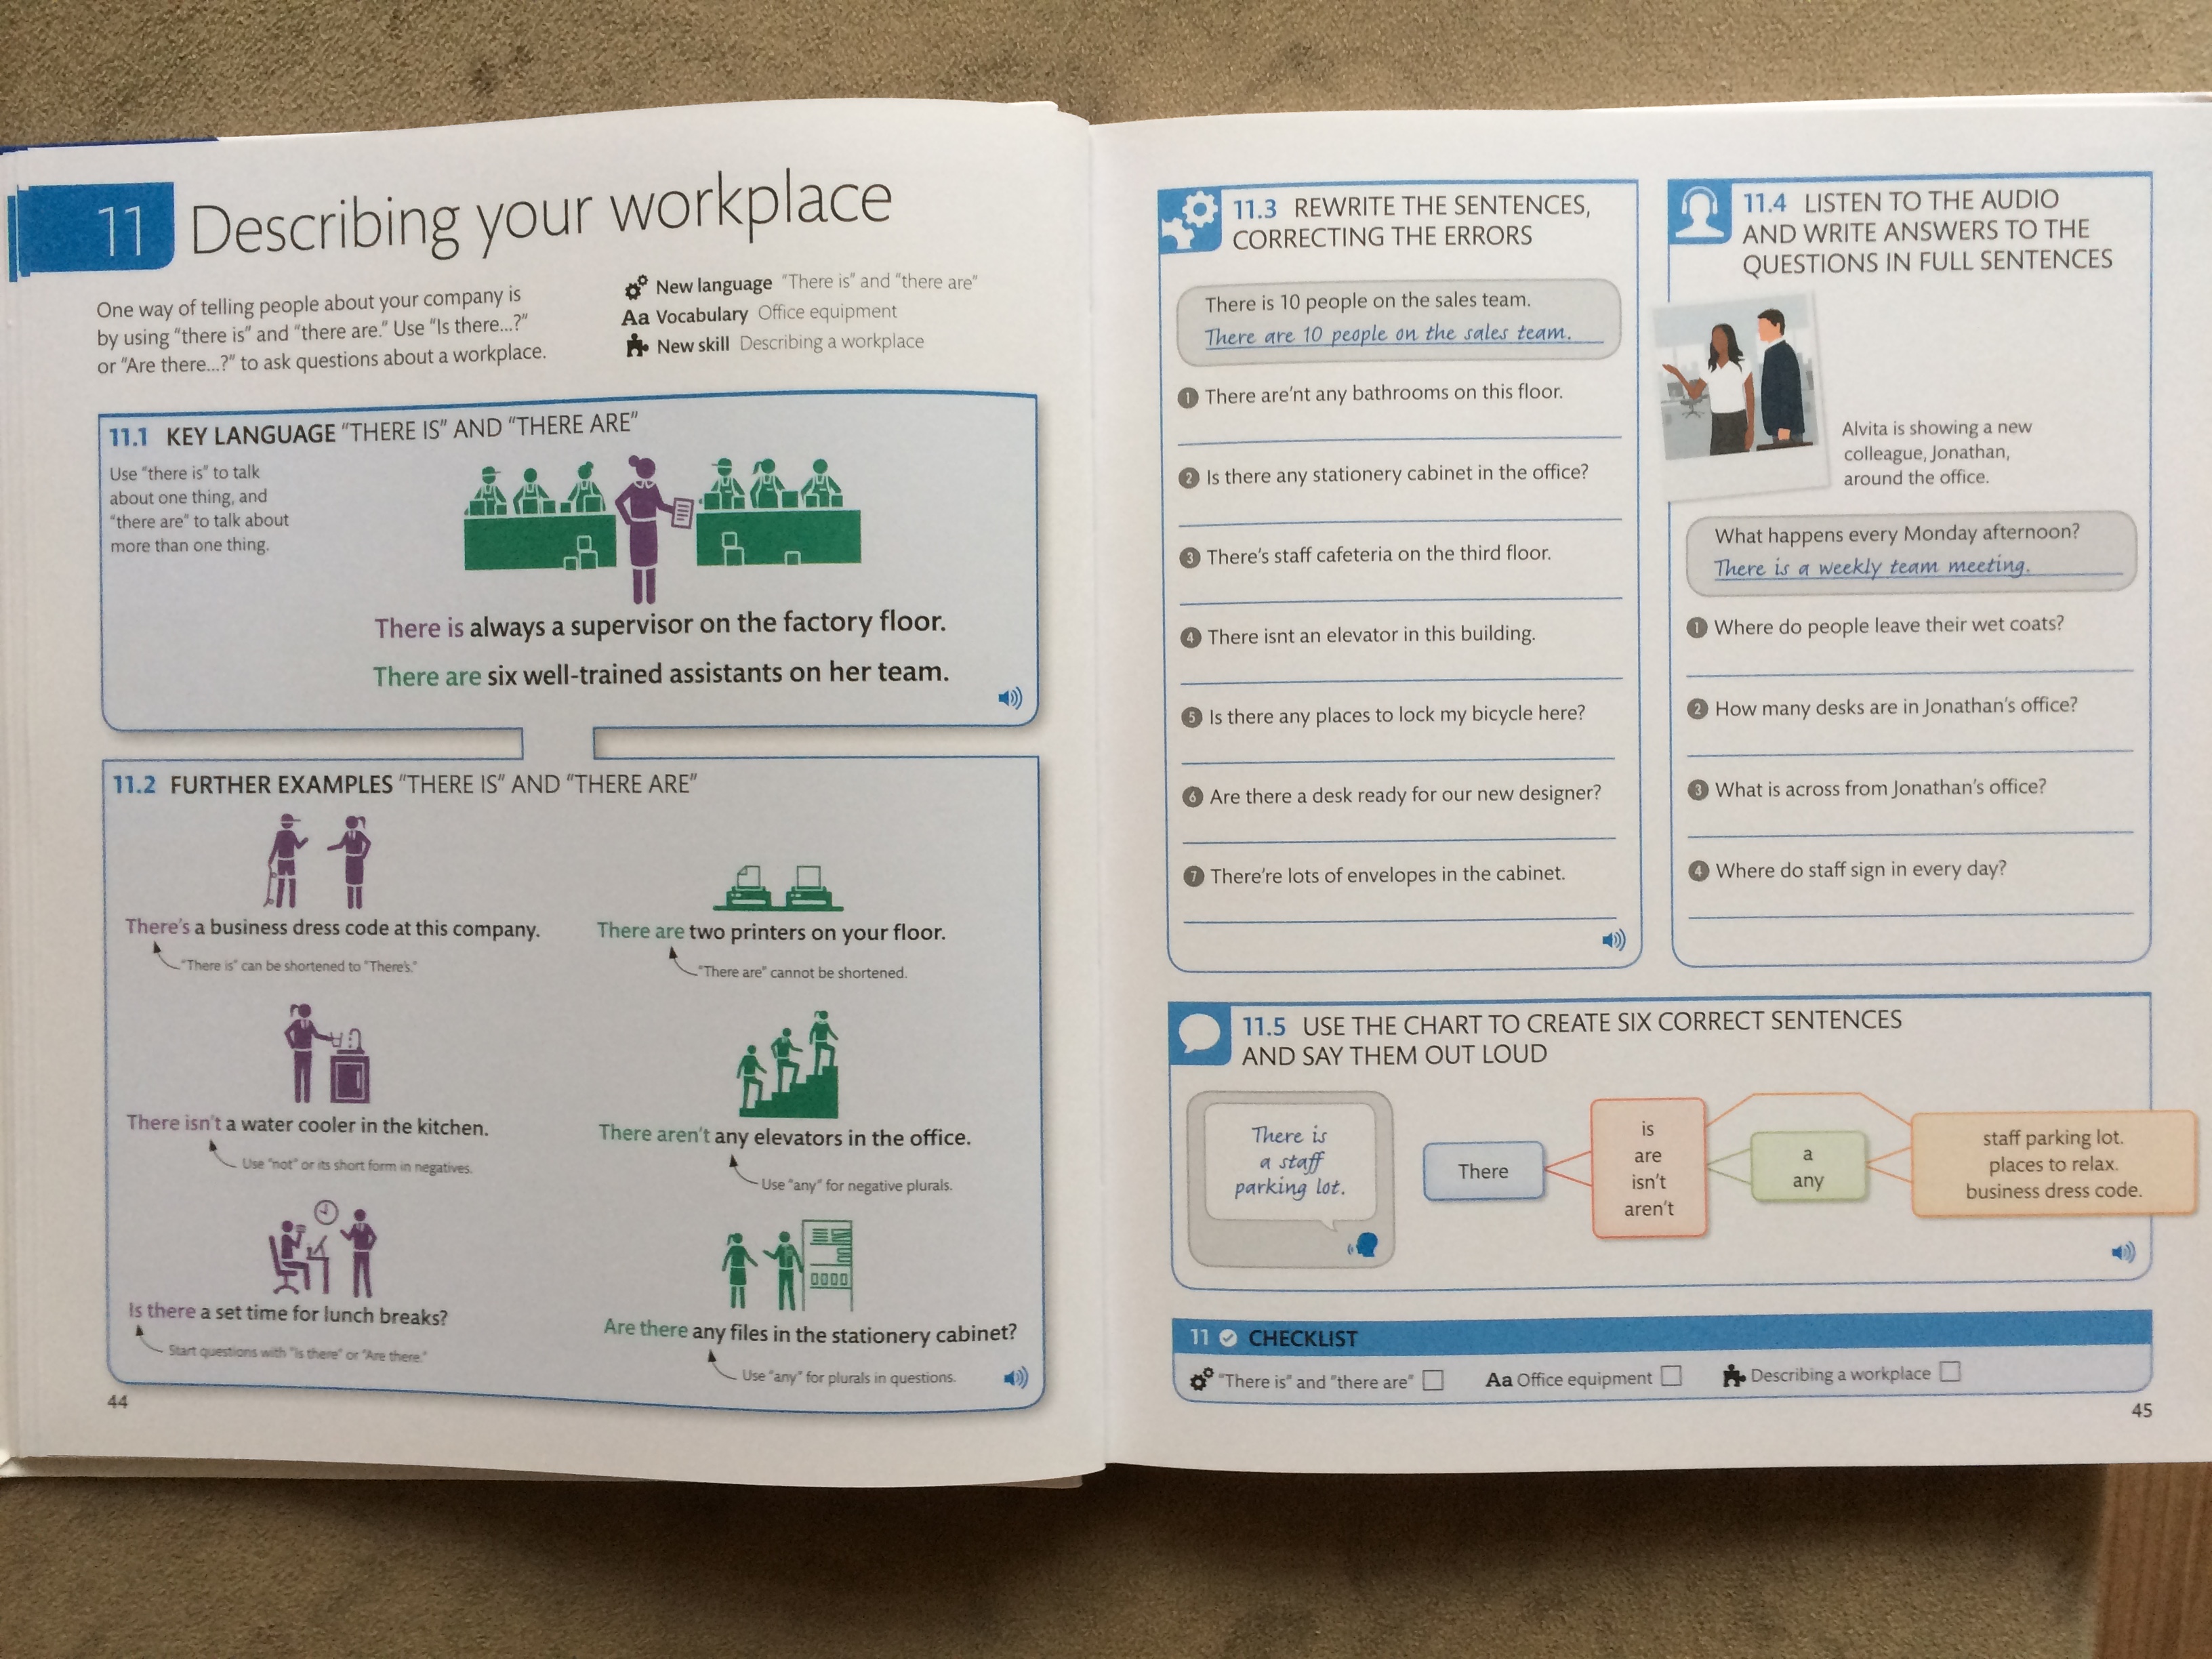 11
Describing your workplace
One way of telling people about your company is
by using "there is" and "there are." Use "Is there...?"
or "Are there...?" to ask questions about a workplace.
New language "There is" and "there are"
Aa Vocabulary Office equipment
New skill Describing a workplace
11.1 KEY LANGUAGE "THERE IS" AND "THERE ARE"
Use "there is" to talk
about one thing, and
"there are" to talk about
more than one thing.
There is always a supervisor on the factory floor.
There are six well-trained assistants on her team.
11.2 FURTHER EXAMPLES "THERE IS" AND "THERE ARE"
There's a business dress code at this company.
"There is" can be shortened to "There's."
There are two printers on your floor.
"There are" cannot be shortened.
There isn't a water cooler in the kitchen.
Use "not" or its short form in negatives.
There aren't any elevators in the office.
Use "any" for negative plurals.
Is there a set time for lunch breaks?
Start questions with "Is there" or "Are there."
Are there any files in the stationery cabinet?
Use "any" for plurals in questions.
44
11.3 REWRITE THE SENTENCES,
CORRECTING THE ERRORS
There is 10 people on the sales team.
There are 10 people on the sales team.
1 There are'nt any bathrooms on this floor.
2 Is there any stationery cabinet in the office?
3 There's staff cafeteria on the third floor.
4 There isnt an elevator in this building.
5 Is there any places to lock my bicycle here?
6 Are there a desk ready for our new designer?
7 There're lots of envelopes in the cabinet.
11.4 LISTEN TO THE AUDIO
AND WRITE ANSWERS TO THE
QUESTIONS IN FULL SENTENCES
Alvita is showing a new
colleague, Jonathan,
around the office.
What happens every Monday afternoon?
There is a weekly team meeting.
1 Where do people leave their wet coats?
2 How many desks are in Jonathan's office?
3 What is across from Jonathan's office?
4 Where do staff sign in every day?
11.5 USE THE CHART TO CREATE SIX CORRECT SENTENCES
AND SAY THEM OUT LOUD
There is
a staff
parking lot.
There
is
are
isn't
aren't
a
any
staff parking lot.
places to relax.
business dress code.
11 CHECKLIST
"There is" and "there are"
Aa Office equipment
Describing a workplace
45